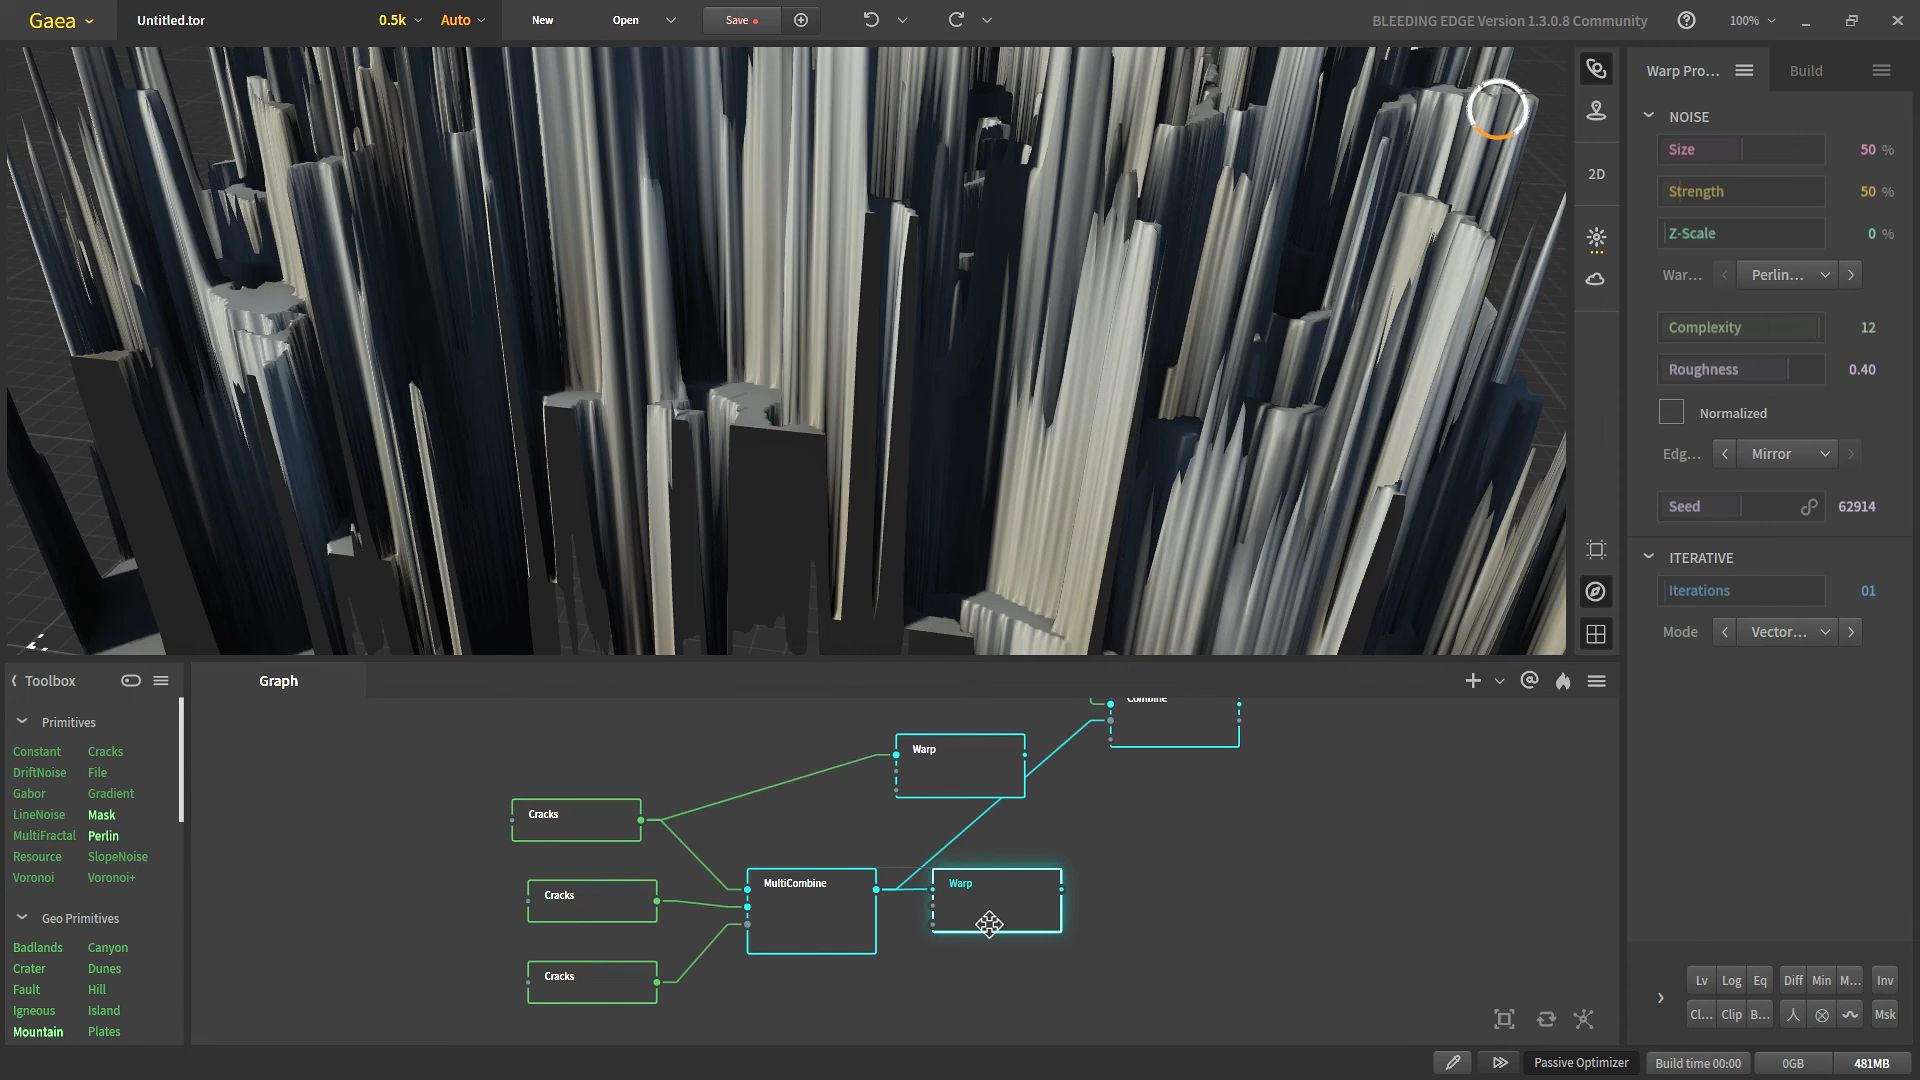 Gaea
Untitled.tor
0.5k
Auto
New
Open
Save
BLEEDING EDGE Version 1.3.0.8 Community
100%
2D
Warp Pro...
Build
NOISE
Size 50 %
Strength 50 %
Z-Scale 0 %
War... Perlin...
Complexity 12
Roughness 0.40
Normalized
Edg... Mirror
Seed 62914
ITERATIVE
Iterations 01
Mode Vector...
Toolbox
Primitives
Constant Cracks
DriftNoise File
Gabor Gradient
LineNoise Mask
MultiFractal Perlin
Resource SlopeNoise
Voronoi Voronoi+
Geo Primitives
Badlands Canyon
Crater Dunes
Fault Hill
Igneous Island
Mountain Plates
Graph
Combine
Warp
Cracks
MultiCombine
Warp
Cracks
Cracks
Lv Log Eq Diff Min M... Inv
Cl... Clip B... Msk
Passive Optimizer
Build time 00:00
0GB
481MB